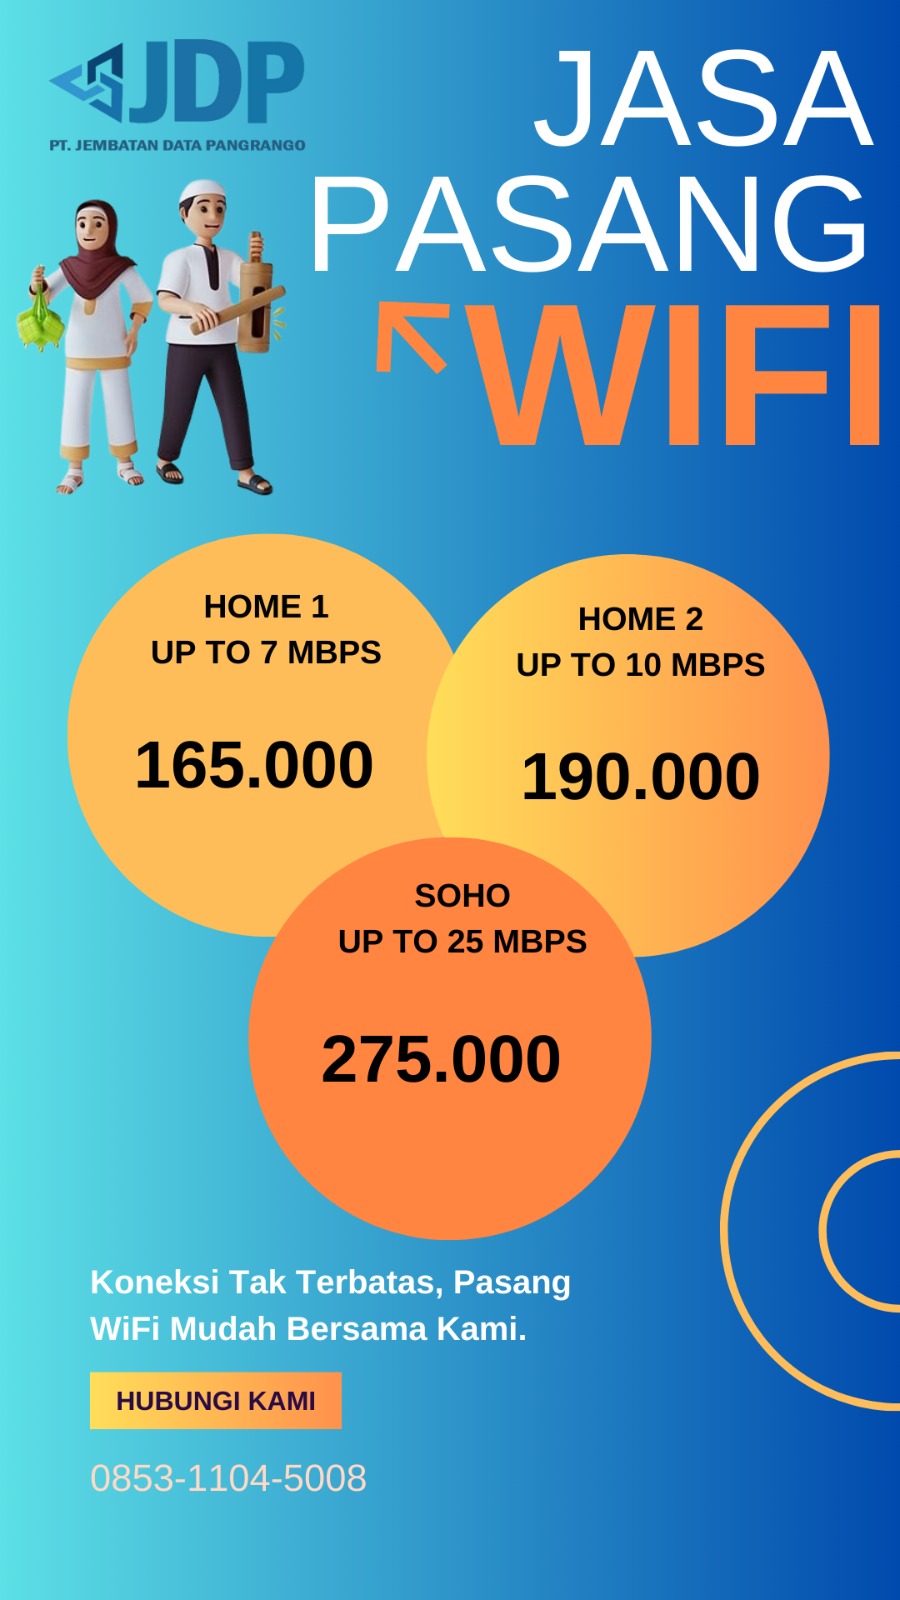 JDP
PT. JEMBATAN DATA PANGRANGO
JASA
PASANG
WIFI
HOME 1
UP TO 7 MBPS
165.000
HOME 2
UP TO 10 MBPS
190.000
SOHO
UP TO 25 MBPS
275.000
Koneksi Tak Terbatas, Pasang
WiFi Mudah Bersama Kami.
HUBUNGI KAMI
0853-1104-5008